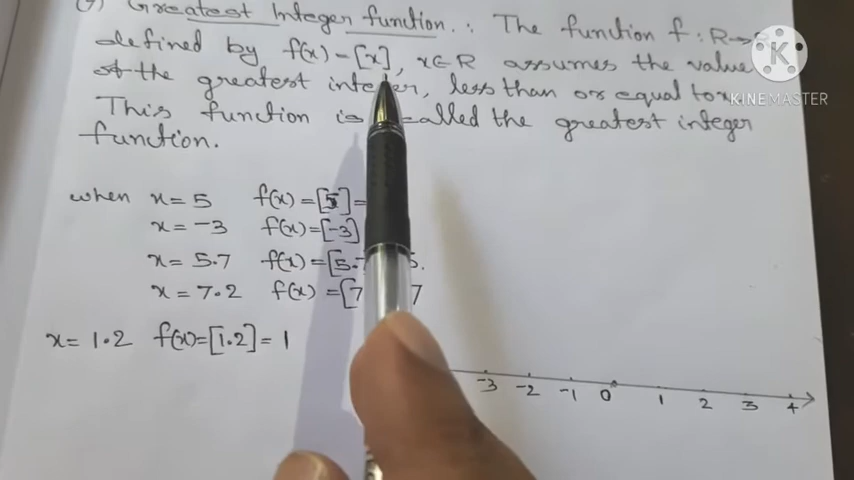 Greatest Integer function.: The function f: R→
defined by f(x) = [x], x∈R assumes the value
of the greatest integer, less than or equal to x
This function is called the greatest integer
function.
when x = 5 f(x) = [5] =
x = -3 f(x) = [-3]
x = 5.7 f(x) = [5. 5.
x = 7.2 f(x) = [7 7
x = 1.2 f(x) = [1.2] = 1
-3 -2 -1 0 1 2 3 4
KINEMASTER